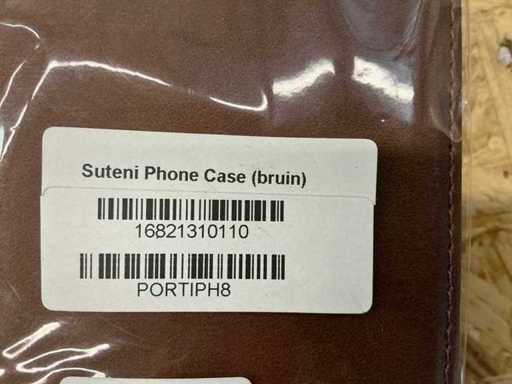 Suteni Phone Case (bruin)
16821310110
PORTIPH8